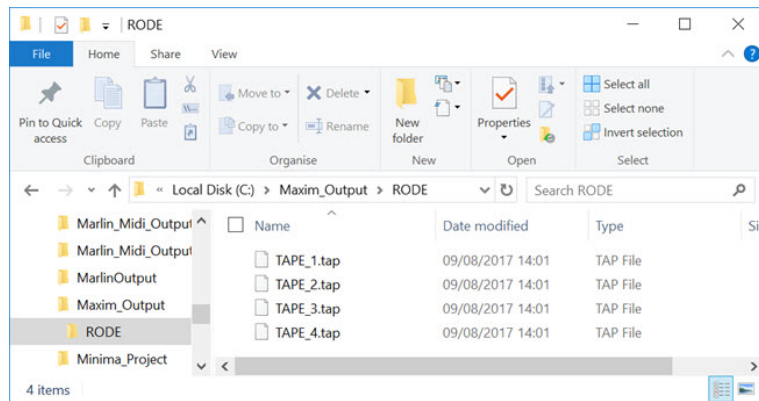 RODE
File Home Share View
Pin to Quick access
Copy
Paste
Move to
Copy to
Delete
Rename
New folder
Properties
Select all
Select none
Invert selection
Clipboard Organise New Open Select
« Local Disk (C:) > Maxim_Output > RODE
Search RODE
Marlin_Midi_Output
Marlin_Midi_Output
MarlinOutput
Maxim_Output
RODE
Minima_Project
Name Date modified Type Si
TAPE_1.tap 09/08/2017 14:01 TAP File
TAPE_2.tap 09/08/2017 14:01 TAP File
TAPE_3.tap 09/08/2017 14:01 TAP File
TAPE_4.tap 09/08/2017 14:01 TAP File
4 items